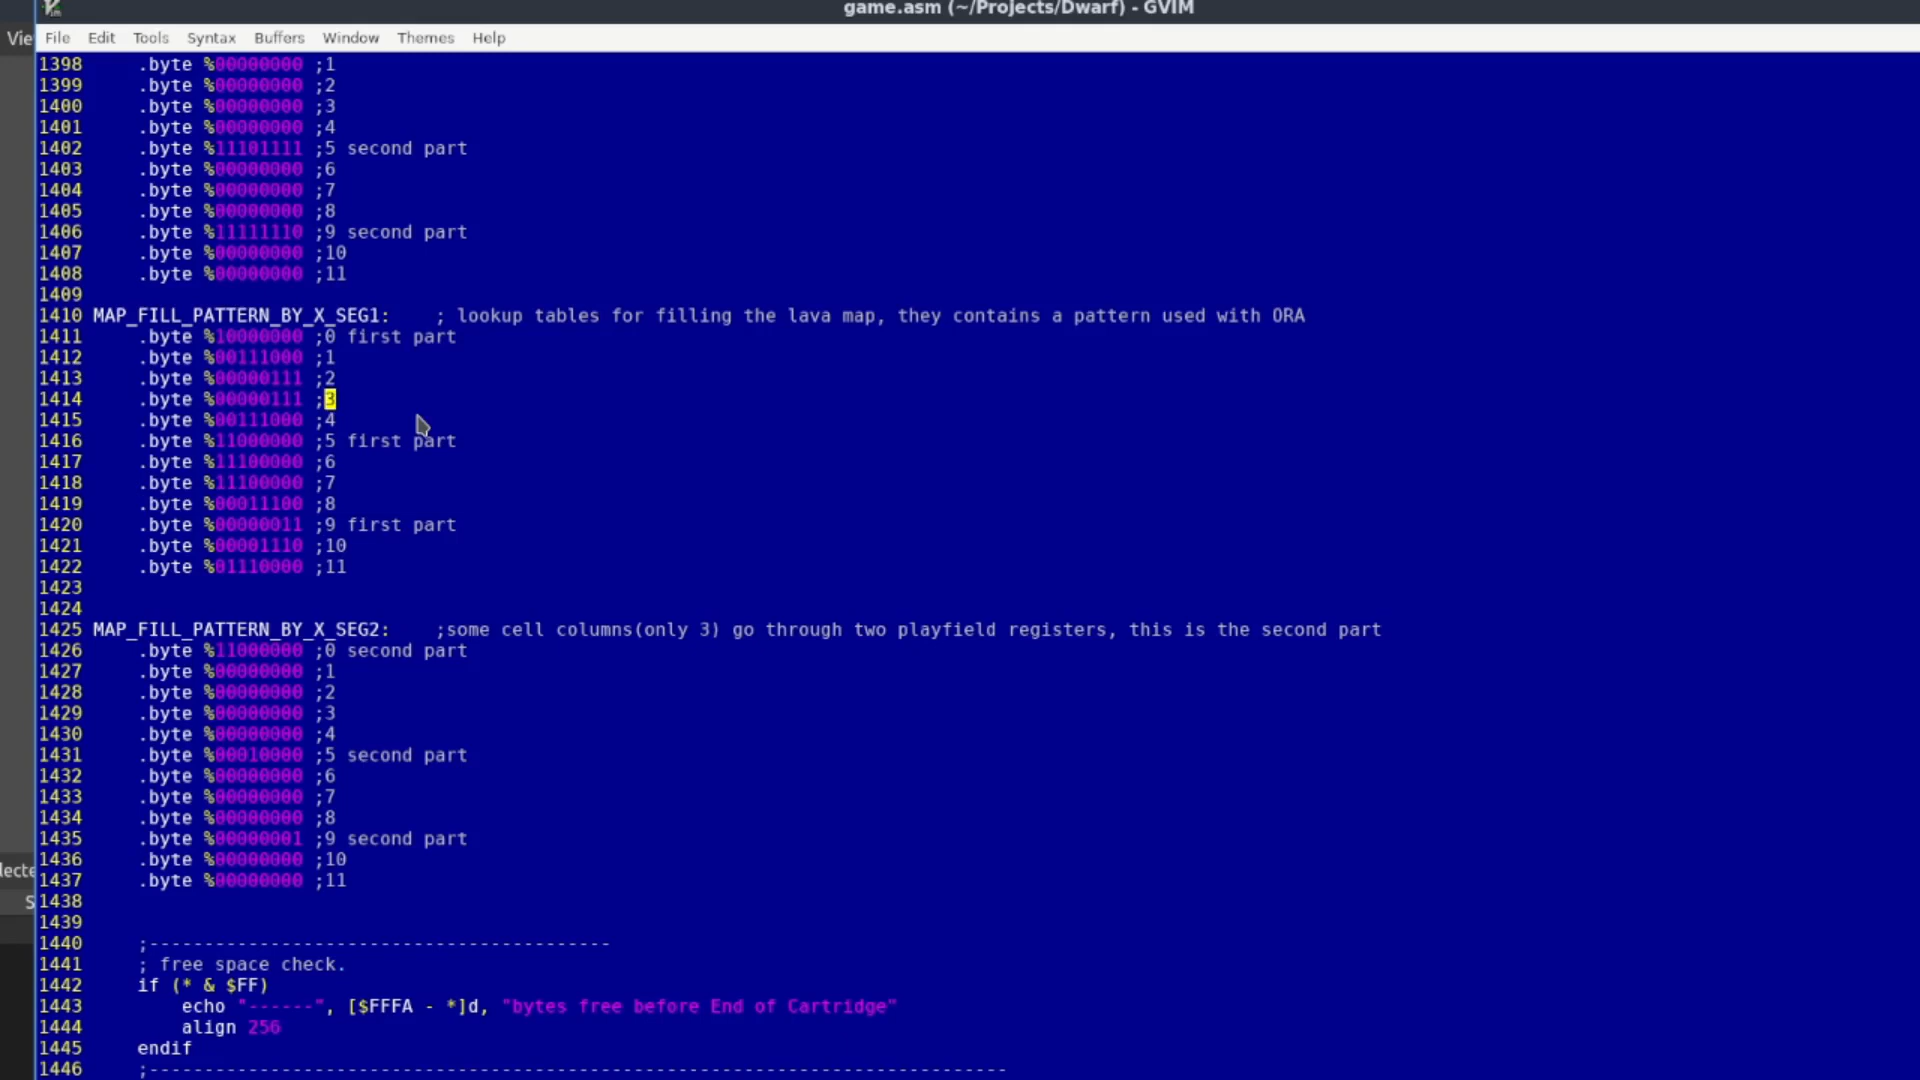 game.asm (~/Projects/Dwarf) - GVIM
Vie
File Edit Tools Syntax Buffers Window Themes Help
1398 .byte %00000000 ;1
1399 .byte %00000000 ;2
1400 .byte %00000000 ;3
1401 .byte %00000000 ;4
1402 .byte %11101111 ;5 second part
1403 .byte %00000000 ;6
1404 .byte %00000000 ;7
1405 .byte %00000000 ;8
1406 .byte %11111110 ;9 second part
1407 .byte %00000000 ;10
1408 .byte %00000000 ;11
1409
1410 MAP_FILL_PATTERN_BY_X_SEG1: ; lookup tables for filling the lava map, they contains a pattern used with ORA
1411 .byte %10000000 ;0 first part
1412 .byte %00111000 ;1
1413 .byte %00000111 ;2
1414 .byte %00000111 ;3
1415 .byte %00111000 ;4
1416 .byte %11000000 ;5 first part
1417 .byte %11100000 ;6
1418 .byte %11100000 ;7
1419 .byte %00011100 ;8
1420 .byte %00000011 ;9 first part
1421 .byte %00001110 ;10
1422 .byte %01110000 ;11
1423
1424
1425 MAP_FILL_PATTERN_BY_X_SEG2: ;some cell columns(only 3) go through two playfield registers, this is the second part
1426 .byte %11000000 ;0 second part
1427 .byte %00000000 ;1
1428 .byte %00000000 ;2
1429 .byte %00000000 ;3
1430 .byte %00000000 ;4
1431 .byte %00010000 ;5 second part
1432 .byte %00000000 ;6
1433 .byte %00000000 ;7
1434 .byte %00000000 ;8
1435 .byte %00000001 ;9 second part
1436 .byte %00000000 ;10
1437 .byte %00000000 ;11
1438
1439
1440 ;------------------------------------------
1441 ; free space check.
1442 if (* & $FF)
1443 echo "------", [$FFFA - *]d, "bytes free before End of Cartridge"
1444 align 256
1445 endif
1446 ;-------------------------------------------------------------------------------
lecte
S